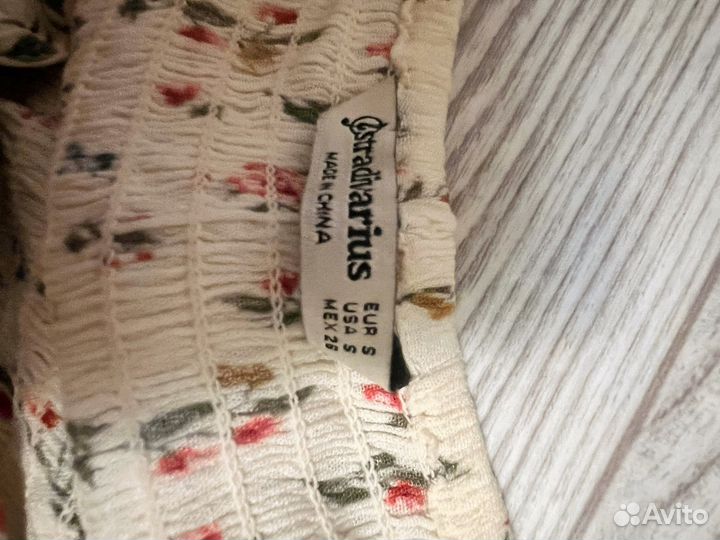 stradivarius
MADE IN CHINA
EUR S
USA S
MEX 26
Avito